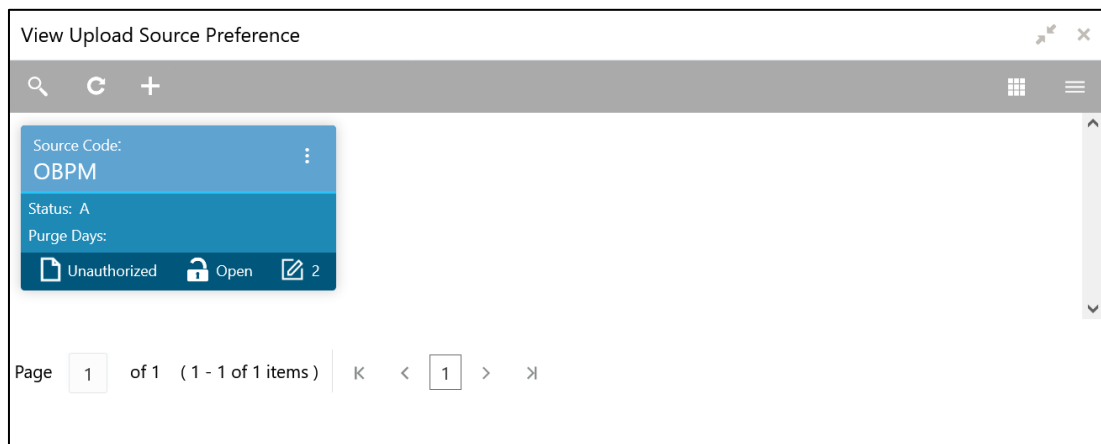 View Upload Source Preference
Source Code:
OBPM
Status: A
Purge Days:
Unauthorized Open 2
Page 1 of 1 ( 1 - 1 of 1 items ) 1